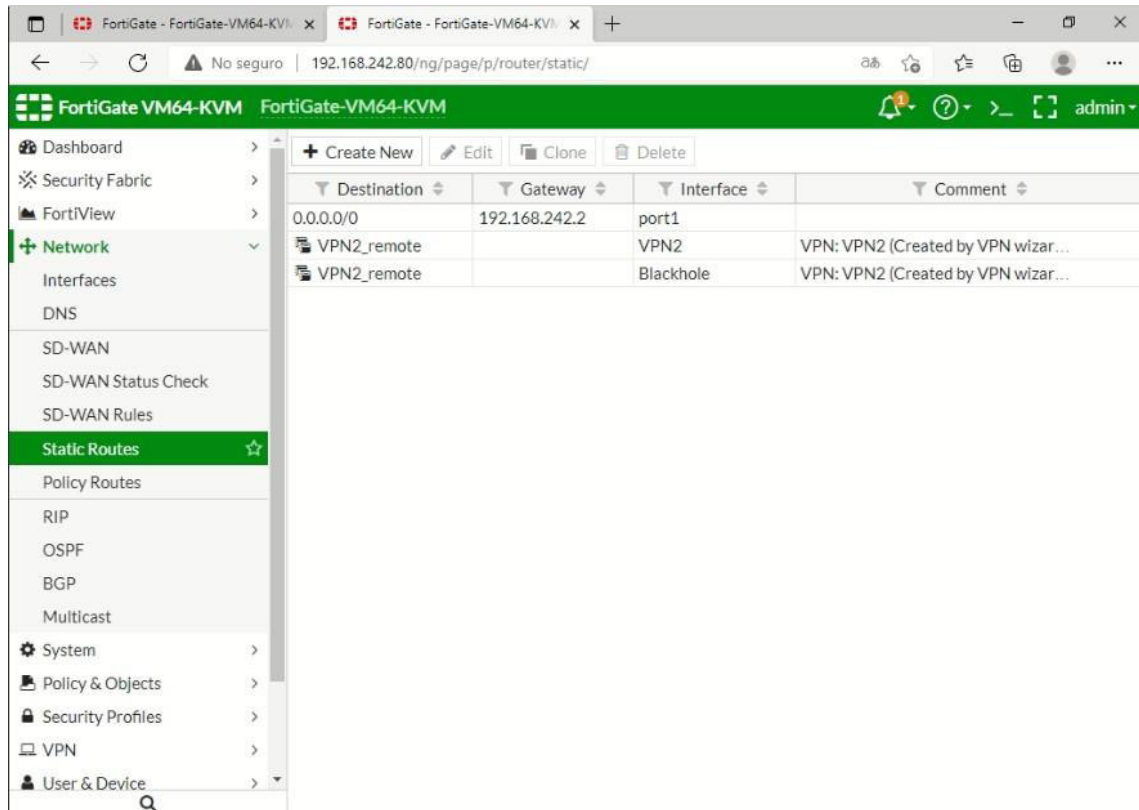 FortiGate - FortiGate-VM64-KV
FortiGate - FortiGate-VM64-KV
No seguro 192.168.242.80/ng/page/p/router/static/
FortiGate VM64-KVM FortiGate-VM64-KVM 1 admin
Dashboard
Security Fabric
FortiView
Network
Interfaces
DNS
SD-WAN
SD-WAN Status Check
SD-WAN Rules
Static Routes
Policy Routes
RIP
OSPF
BGP
Multicast
System
Policy & Objects
Security Profiles
VPN
User & Device
+ Create New Edit Clone Delete
Destination Gateway Interface Comment
0.0.0.0/0 192.168.242.2 port1
VPN2_remote VPN2 VPN: VPN2 (Created by VPN wizar...
VPN2_remote Blackhole VPN: VPN2 (Created by VPN wizar...